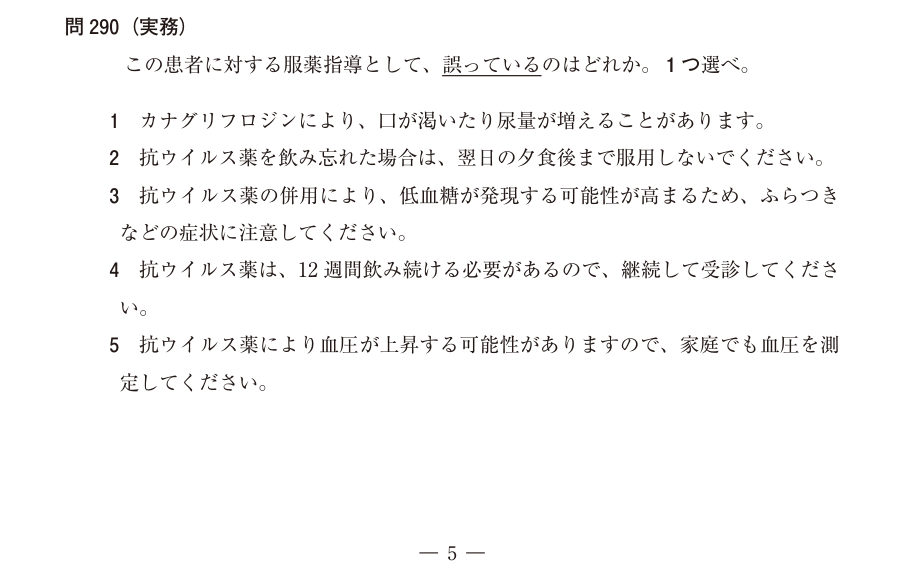 問 290（実務）
この患者に対する服薬指導として、誤っているのはどれか。1つ選べ。
1 カナグリフロジンにより、口が渇いたり尿量が増えることがあります。
2 抗ウイルス薬を飲み忘れた場合は、翌日の夕食後まで服用しないでください。
3 抗ウイルス薬の併用により、低血糖が発現する可能性が高まるため、ふらつき
などの症状に注意してください。
4 抗ウイルス薬は、12 週間飲み続ける必要があるので、継続して受診してくださ
い。
5 抗ウイルス薬により血圧が上昇する可能性がありますので、家庭でも血圧を測
定してください。
― 5 ―